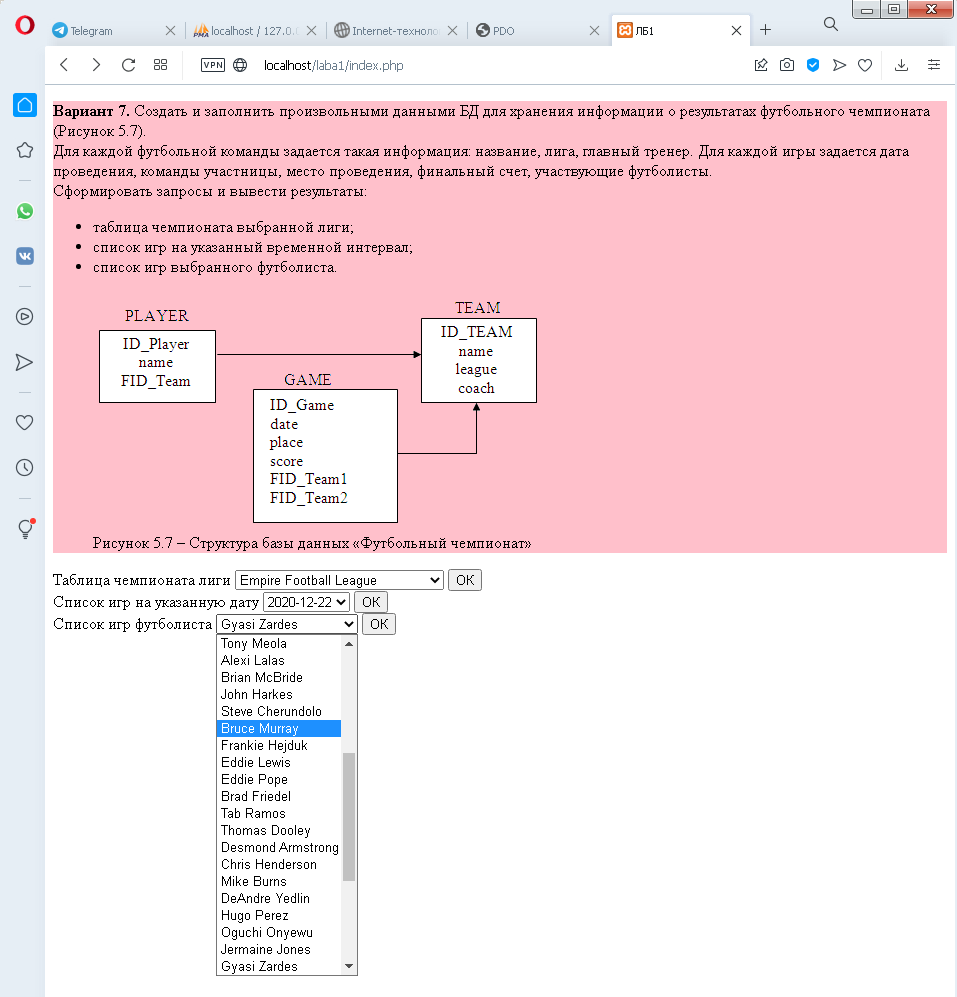 Telegram
localhost / 127.0.0
Internet-техноло
PDO
ЛБ1
VPN
localhost/laba1/index.php
Вариант 7. Создать и заполнить произвольными данными БД для хранения информации о результатах футбольного чемпионата
(Рисунок 5.7).
Для каждой футбольной команды задается такая информация: название, лига, главный тренер. Для каждой игры задается дата
проведения, команды участницы, место проведения, финальный счет, участвующие футболисты.
Сформировать запросы и вывести результаты:
таблица чемпионата выбранной лиги;
список игр на указанный временной интервал;
список игр выбранного футболиста.
PLAYER
ID_Player
name
FID_Team
GAME
ID_Game
date
place
score
FID_Team1
FID_Team2
TEAM
ID_TEAM
name
league
coach
Рисунок 5.7 – Структура базы данных «Футбольный чемпионат»
Таблица чемпионата лиги Empire Football League OK
Список игр на указанную дату 2020-12-22 OK
Список игр футболиста Gyasi Zardes OK
Tony Meola
Alexi Lalas
Brian McBride
John Harkes
Steve Cherundolo
Bruce Murray
Frankie Hejduk
Eddie Lewis
Eddie Pope
Brad Friedel
Tab Ramos
Thomas Dooley
Desmond Armstrong
Chris Henderson
Mike Burns
DeAndre Yedlin
Hugo Perez
Oguchi Onyewu
Jermaine Jones
Gyasi Zardes